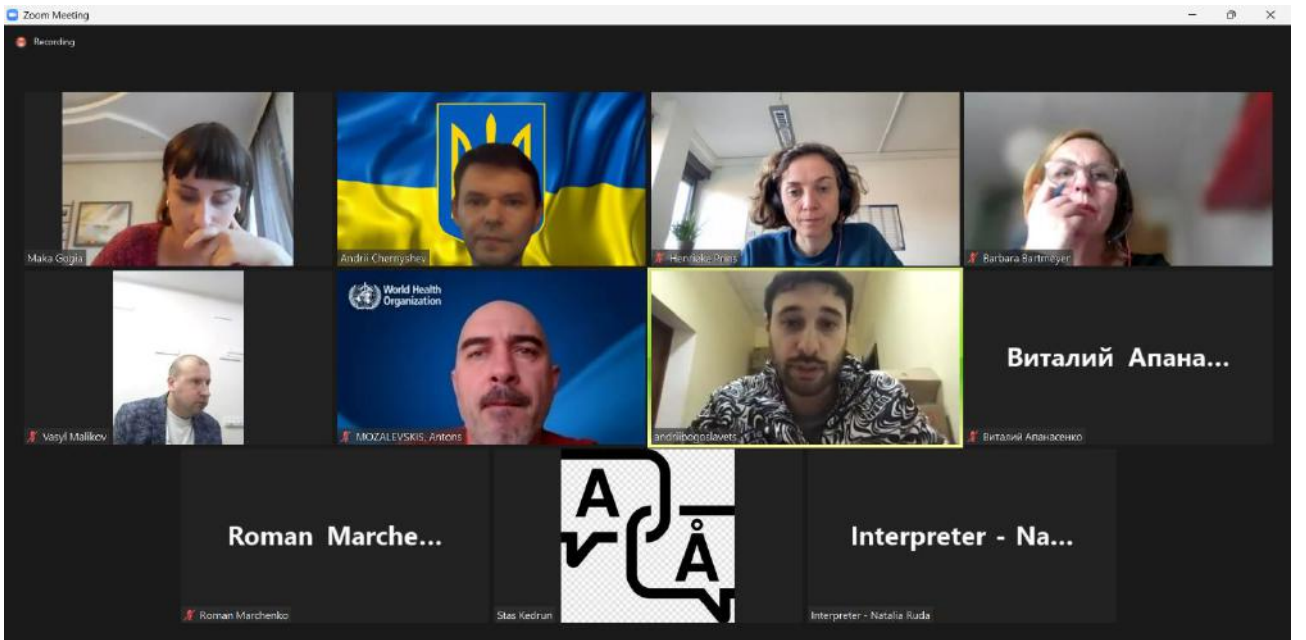 Zoom Meeting
Recording
Maka Gogia
Andrii Chernyshev
Henrieke Prins
Barbara Bartmeyer
Vasyl Malikov
World Health
Organization
MOZALEVSKIS, Antons
andriibogoslavets
Виталий Апана...
Виталий Апанасенко
Roman Marche...
Roman Marchenko
A
Å
Stas Kedrun
Interpreter - Na...
Interpreter - Natalia Ruda